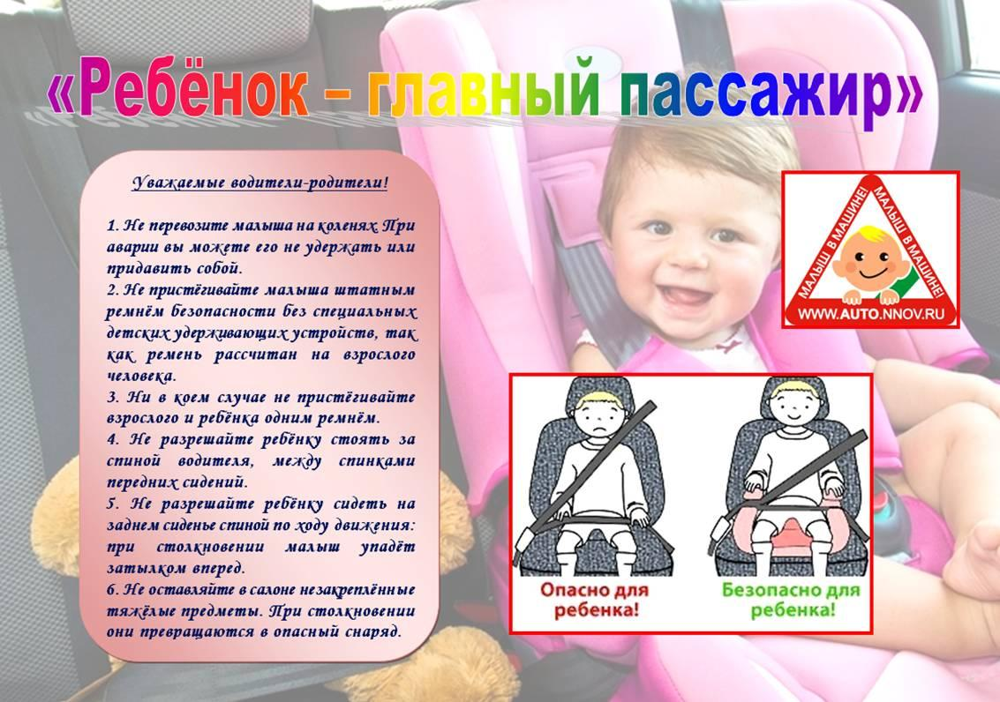 «Ребёнок – главный пассажир»
Уважаемые водители-родители!
1. Не перевозите малыша на коленях. При
аварии вы можете его не удержать или
придавить собой.
2. Не пристёгивайте малыша штатным
ремнём безопасности без специальных
детских удерживающих устройств, так
как ремень рассчитан на взрослого
человека.
3. Ни в коем случае не пристёгивайте
взрослого и ребёнка одним ремнём.
4. Не разрешайте ребёнку стоять за
спиной водителя, между спинками
передних сидений.
5. Не разрешайте ребёнку сидеть на
заднем сиденье спиной по ходу движения:
при столкновении малыш упадёт
затылком вперед.
6. Не оставляйте в салоне незакреплённые
тяжёлые предметы. При столкновении
они превращаются в опасный снаряд.
МАЛЫШ В МАШИНЕ!
МАЛЫШ В МАШИНЕ!
WWW.AUTO.NNOV.RU
Опасно для
ребенка!
Безопасно для
ребенка!